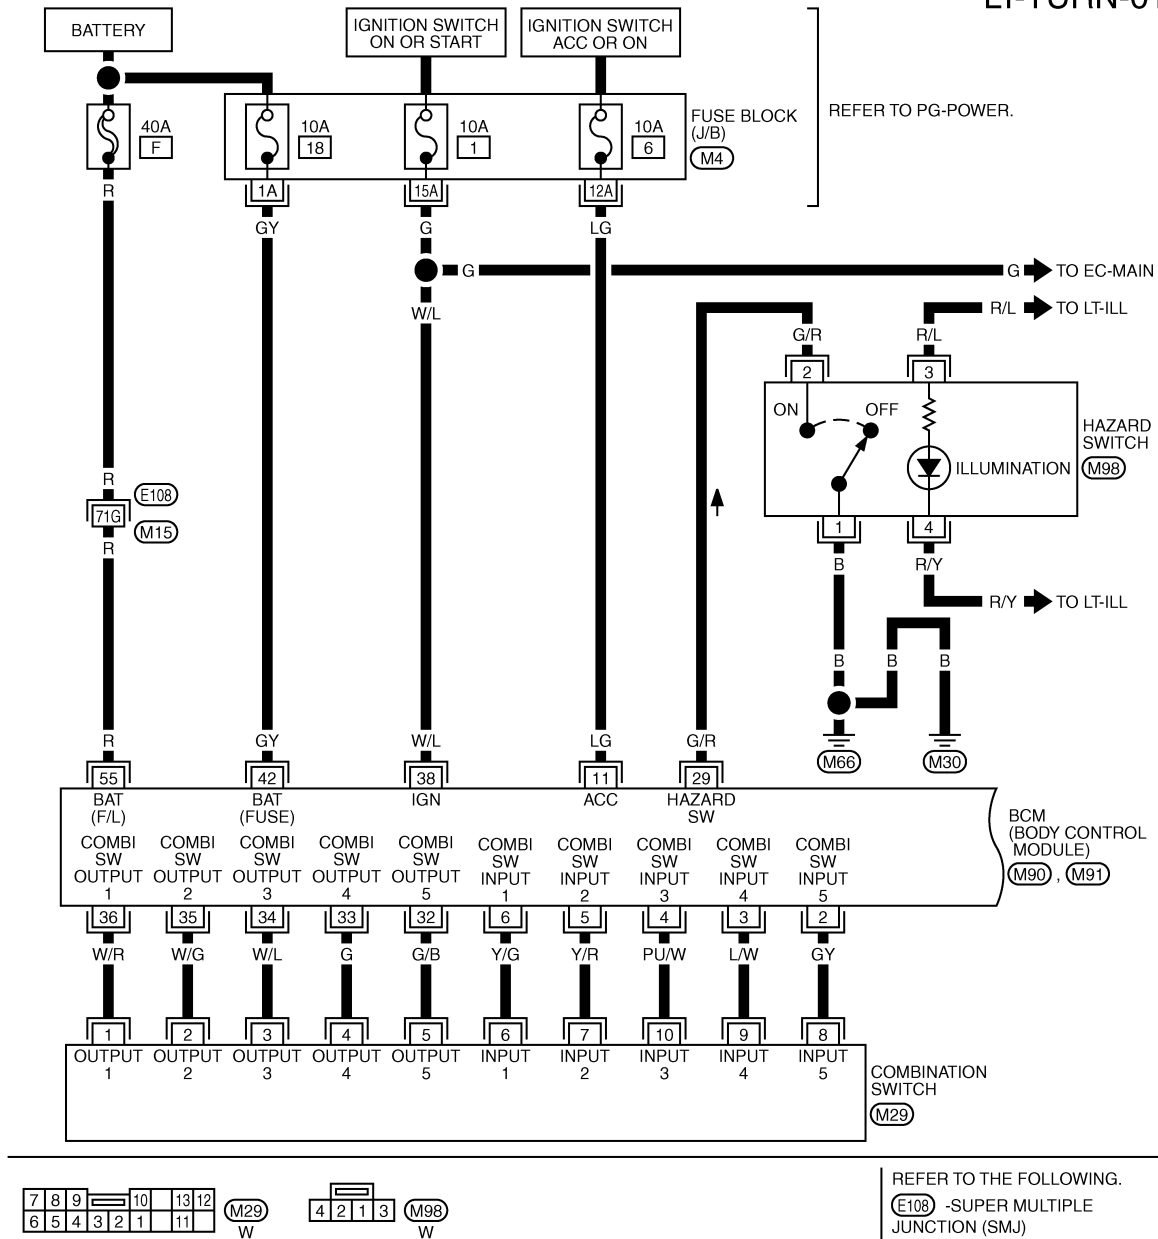 EI-TURN-01
BATTERY
IGNITION SWITCH
ON OR START
IGNITION SWITCH
ACC OR ON
REFER TO PG-POWER.
40A
F
10A
18
10A
1
10A
6
FUSE BLOCK
(J/B)
M4
R
1A
15A
12A
GY
G
LG
G
G
TO EC-MAIN
W/L
R/L
TO LT-ILL
G/R
R/L
2
3
ON
OFF
HAZARD
SWITCH
M98
ILLUMINATION
R
E108
71G
M15
R
1
4
B
R/Y
R/Y
TO LT-ILL
B
B
B
M66
M30
R
GY
W/L
LG
G/R
55
42
38
11
29
BAT
(F/L)
BAT
(FUSE)
IGN
ACC
HAZARD
SW
BCM
(BODY CONTROL
MODULE)
M90 , M91
COMBI
SW
OUTPUT
1
COMBI
SW
OUTPUT
2
COMBI
SW
OUTPUT
3
COMBI
SW
OUTPUT
4
COMBI
SW
OUTPUT
5
COMBI
SW
INPUT
1
COMBI
SW
INPUT
2
COMBI
SW
INPUT
3
COMBI
SW
INPUT
4
COMBI
SW
INPUT
5
36
35
34
33
32
6
5
4
3
2
W/R
W/G
W/L
G
G/B
Y/G
Y/R
PU/W
L/W
GY
1
2
3
4
5
6
7
10
9
8
OUTPUT
1
OUTPUT
2
OUTPUT
3
OUTPUT
4
OUTPUT
5
INPUT
1
INPUT
2
INPUT
3
INPUT
4
INPUT
5
COMBINATION
SWITCH
M29
7 8 9 10 13 12
6 5 4 3 2 1 11
M29
W
4 2 1 3
M98
W
REFER TO THE FOLLOWING.
E108 -SUPER MULTIPLE
JUNCTION (SMJ)